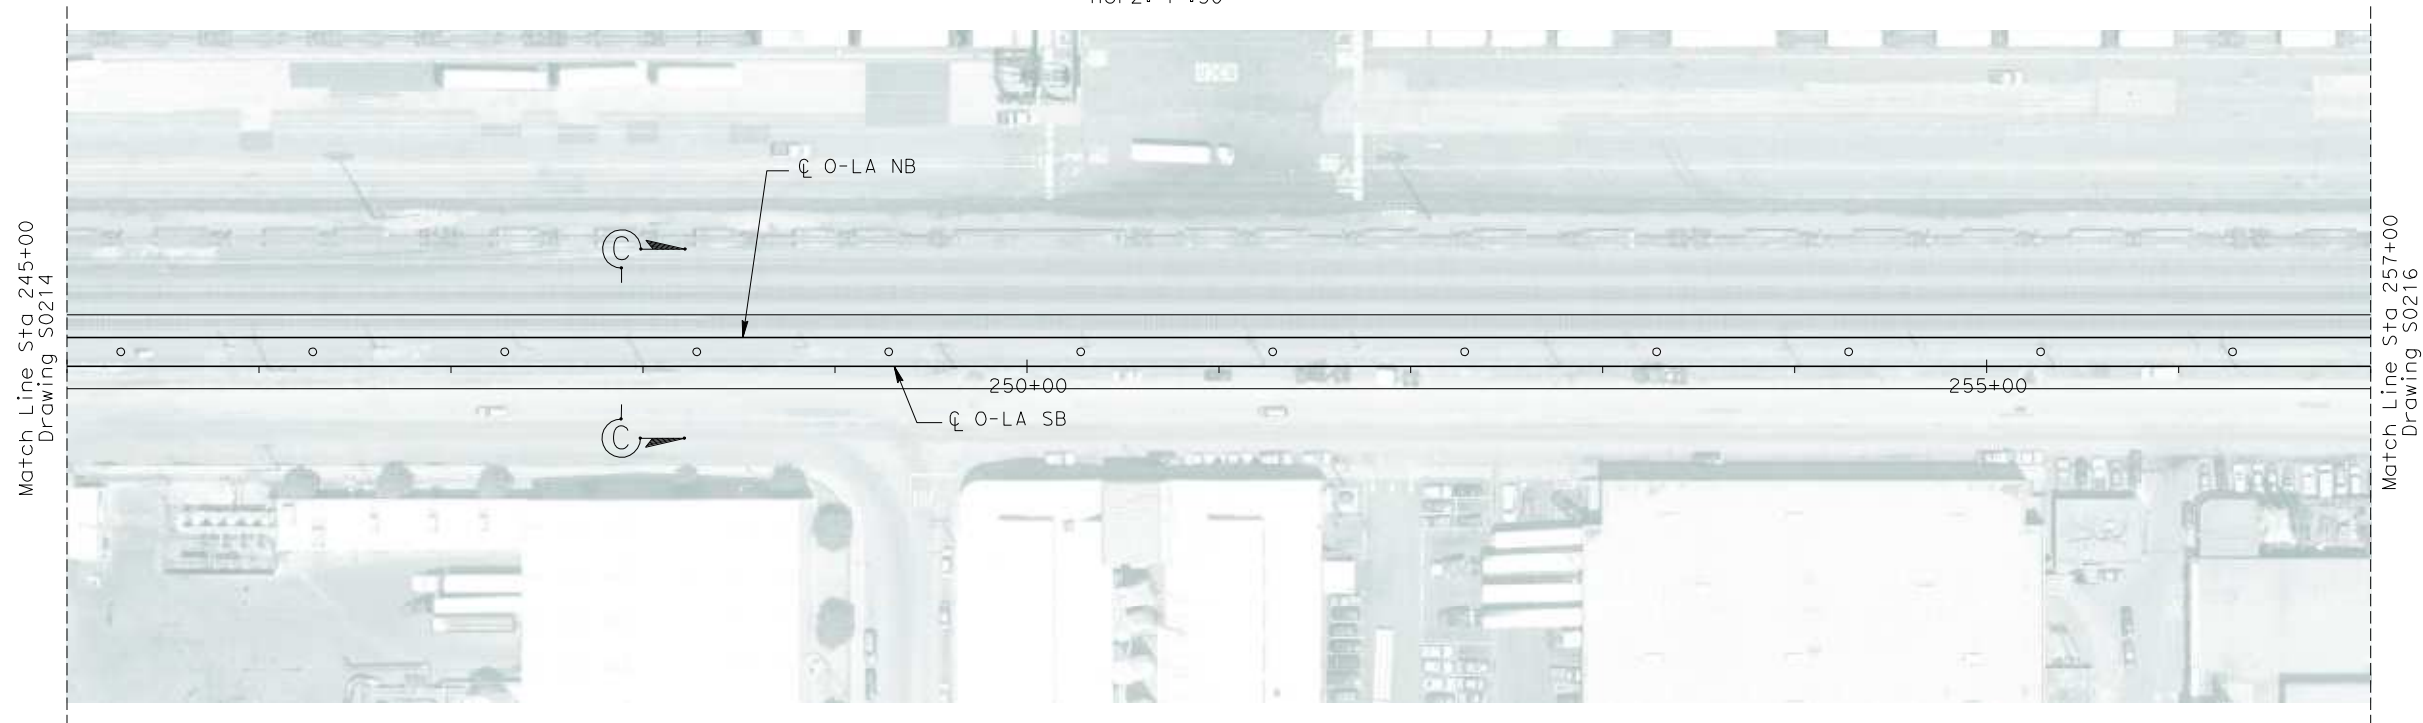 ℄ O-LA NB
C
250+00
255+00
℄ O-LA SB
C
Match Line Sta 245+00
Drawing S0214
Match Line Sta 257+00
Drawing S0216